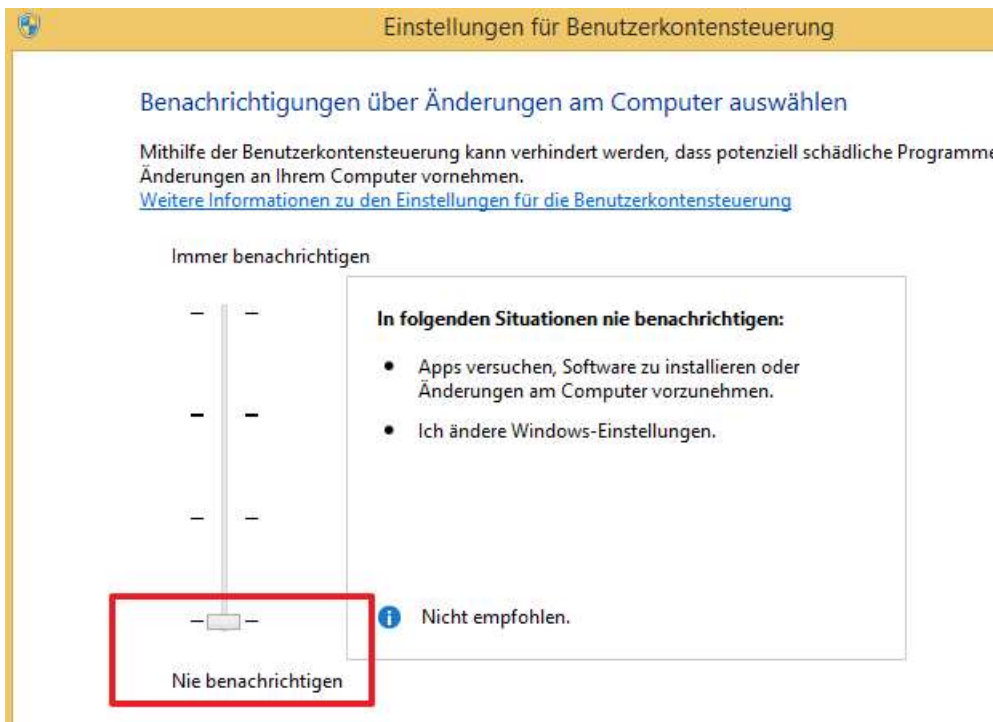 Einstellungen für Benutzerkontensteuerung
Benachrichtigungen über Änderungen am Computer auswählen
Mithilfe der Benutzerkontensteuerung kann verhindert werden, dass potenziell schädliche Programme
Änderungen an Ihrem Computer vornehmen.
Weitere Informationen zu den Einstellungen für die Benutzerkontensteuerung
Immer benachrichtigen
In folgenden Situationen nie benachrichtigen:
• Apps versuchen, Software zu installieren oder
Änderungen am Computer vorzunehmen.
• Ich ändere Windows-Einstellungen.
Nicht empfohlen.
Nie benachrichtigen